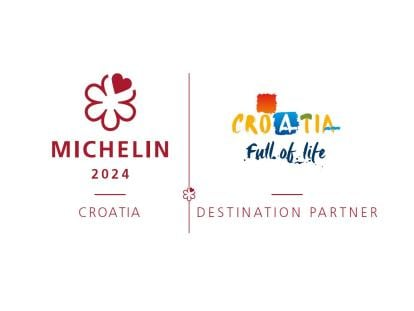 MICHELIN
2024
CROATIA
CROATIA
Full of life
DESTINATION PARTNER